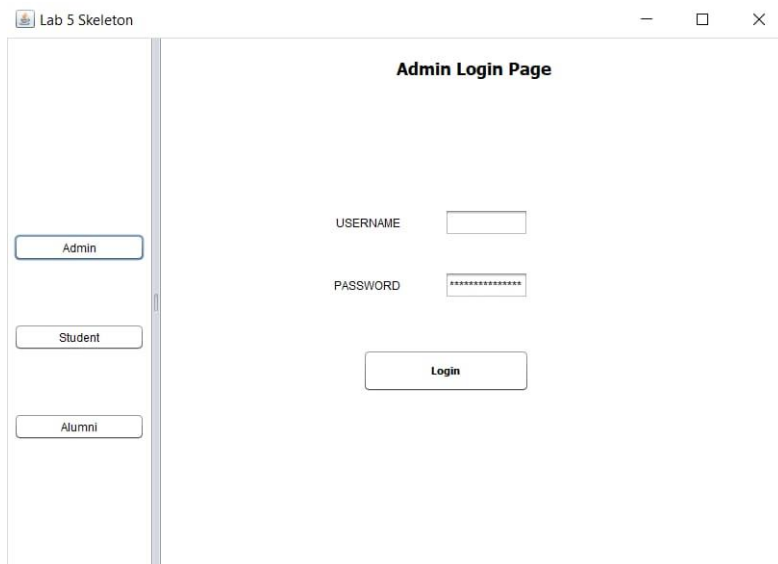 Lab 5 Skeleton
Admin Login Page
USERNAME
Admin
PASSWORD
***************
Student
Login
Alumni